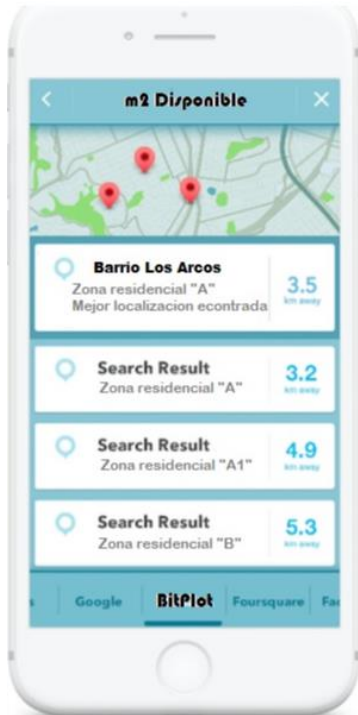 m2 Disponible
Barrio Los Arcos
Zona residencial "A"
Mejor localizacion econtrada
3.5
km away
Search Result
Zona residencial "A"
3.2
km away
Search Result
Zona residencial "A1"
4.9
km away
Search Result
Zona residencial "B"
5.3
km away
s
Google
BitPlot
Foursquare
Fac